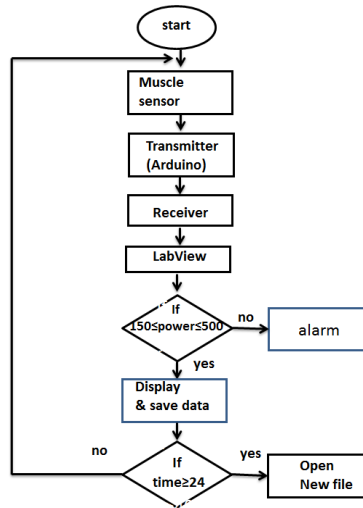 start
Muscle
sensor
Transmitter
(Arduino)
Receiver
LabView
If
150≤power≤500
no
alarm
yes
Display
& save data
no
If
time≥24
yes
Open
New file